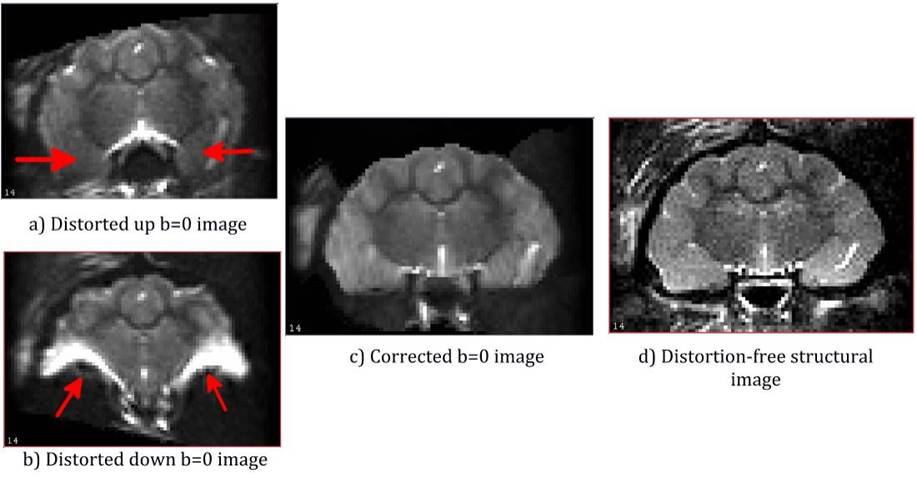 14
a) Distorted up b=0 image
14
b) Distorted down b=0 image
14
c) Corrected b=0 image
14
d) Distortion-free structural
image